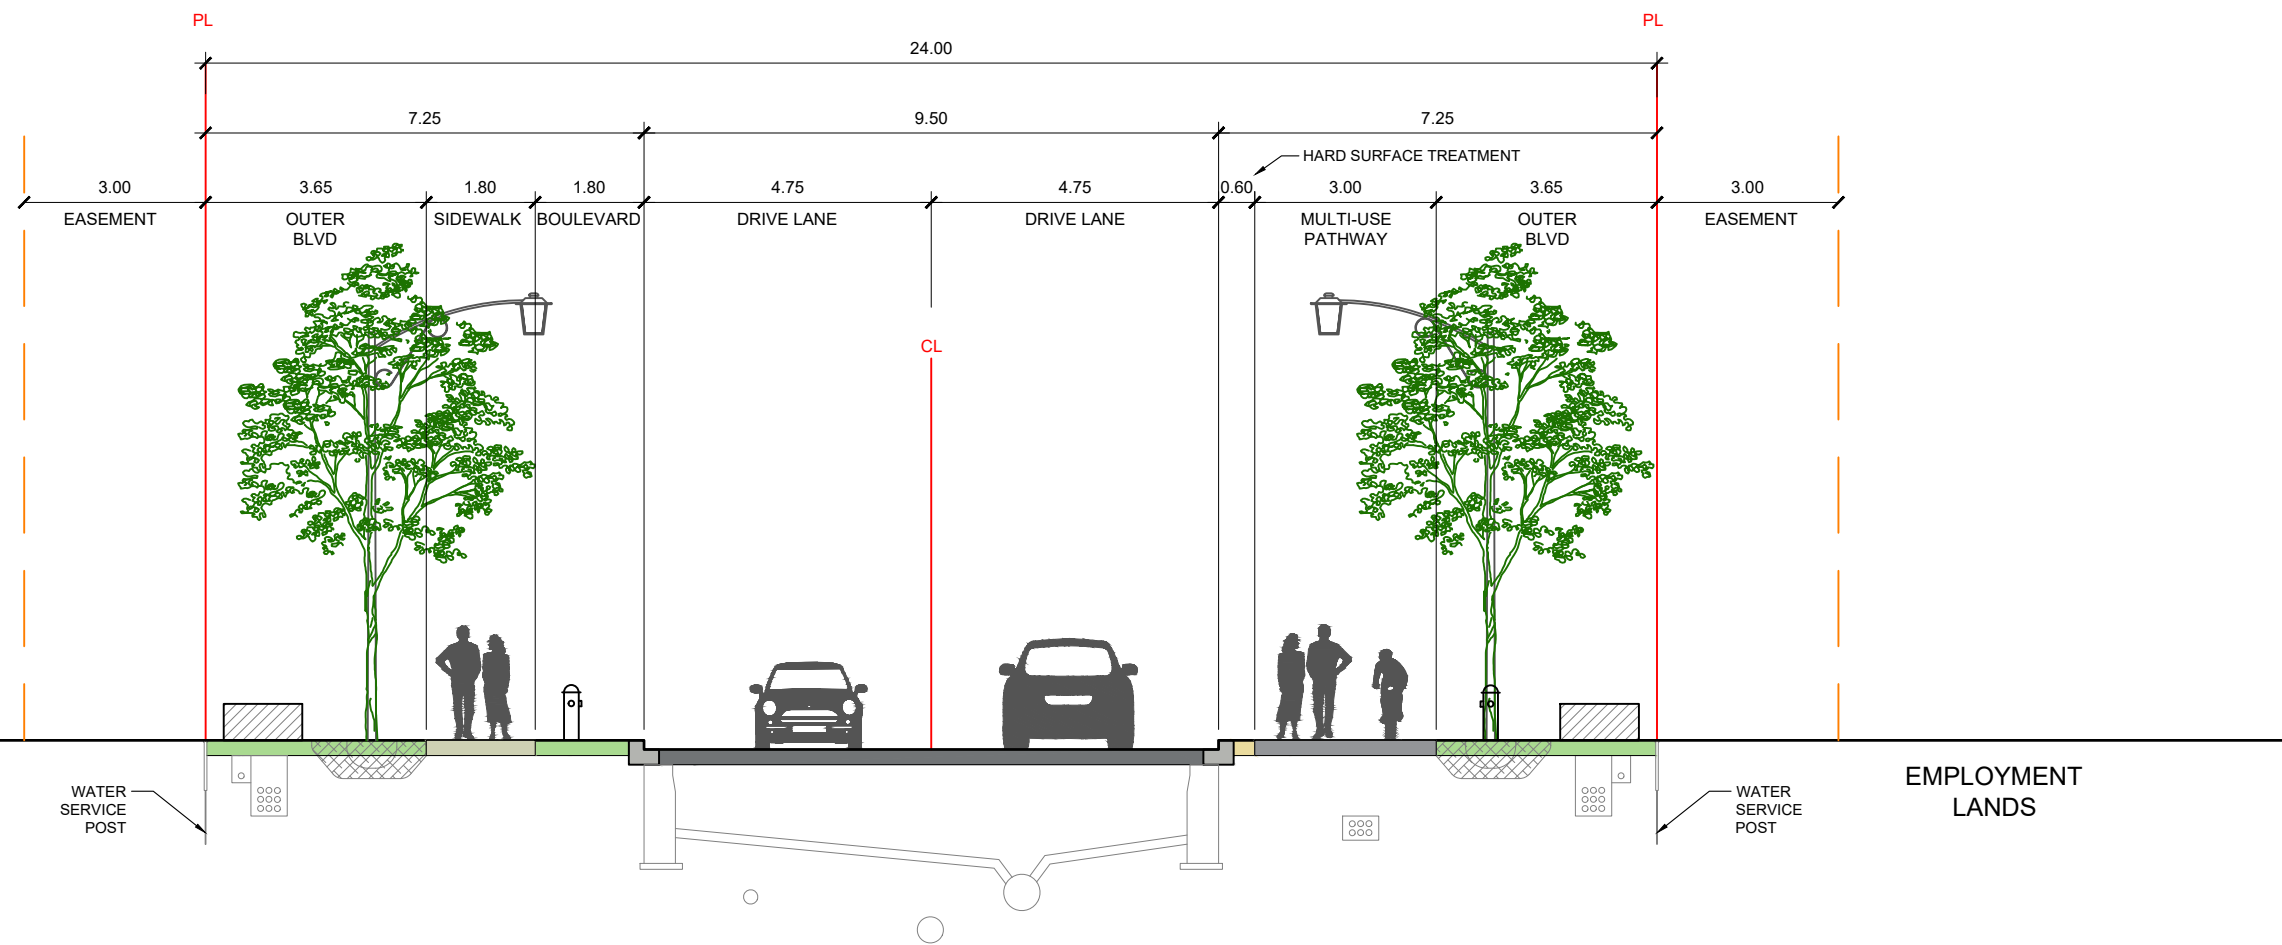 PL
PL
24.00
7.25
9.50
7.25
HARD SURFACE TREATMENT
3.00
3.65
1.80
1.80
4.75
4.75
0.60
3.00
3.65
3.00
EASEMENT
OUTER
BLVD
SIDEWALK
BOULEVARD
DRIVE LANE
DRIVE LANE
MULTI-USE
PATHWAY
OUTER
BLVD
EASEMENT
CL
WATER
SERVICE
POST
WATER
SERVICE
POST
EMPLOYMENT
LANDS